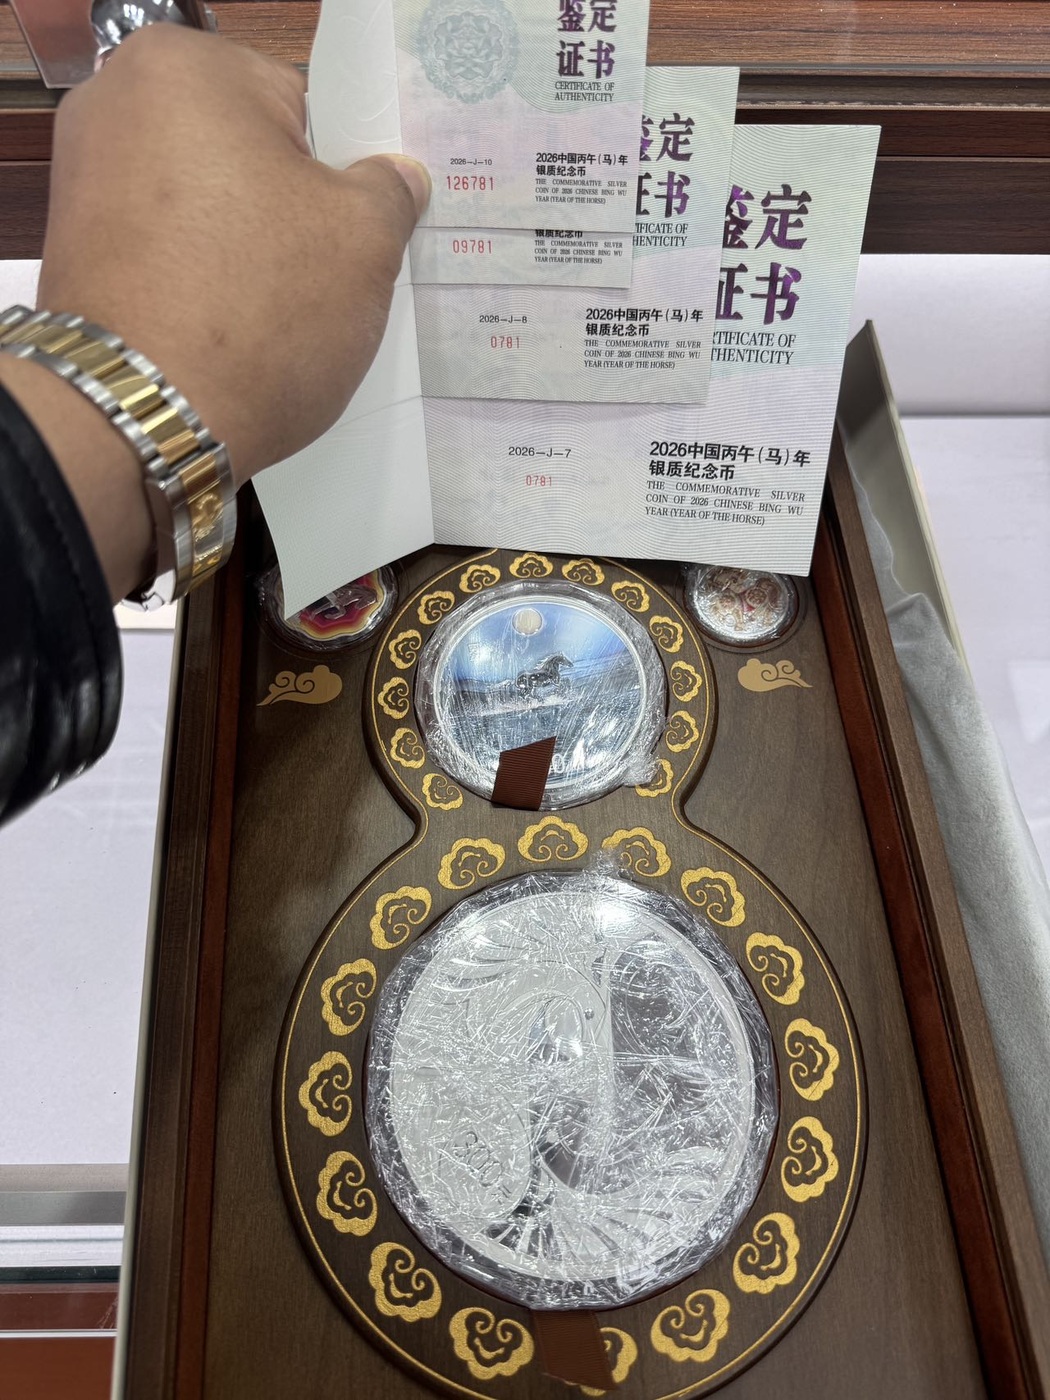 鉴定
证书
CERTIFICATE OF
AUTHENTICITY
2026-J-10
126781
2026中国丙午(马)年
银质纪念币
THE COMMEMORATIVE SILVER
COIN OF 2026 CHINESE BING WU
YEAR (YEAR OF THE HORSE)
09781
银质纪念币
THE COMMEMORATIVE SILVER
COIN OF 2026 CHINESE BING WU
YEAR (YEAR OF THE HORSE)
鉴定
证书
TIFICATE OF
HENTICITY
2026-J-8
0781
2026中国丙午(马)年
银质纪念币
THE COMMEMORATIVE SILVER
COIN OF 2026 CHINESE BING WU
YEAR (YEAR OF THE HORSE)
鉴定
证书
TIFICATE OF
THENTICITY
2026-J-7
0781
2026中国丙午(马)年
银质纪念币
THE COMMEMORATIVE SILVER
COIN OF 2026 CHINESE BING WU
YEAR (YEAR OF THE HORSE)
300